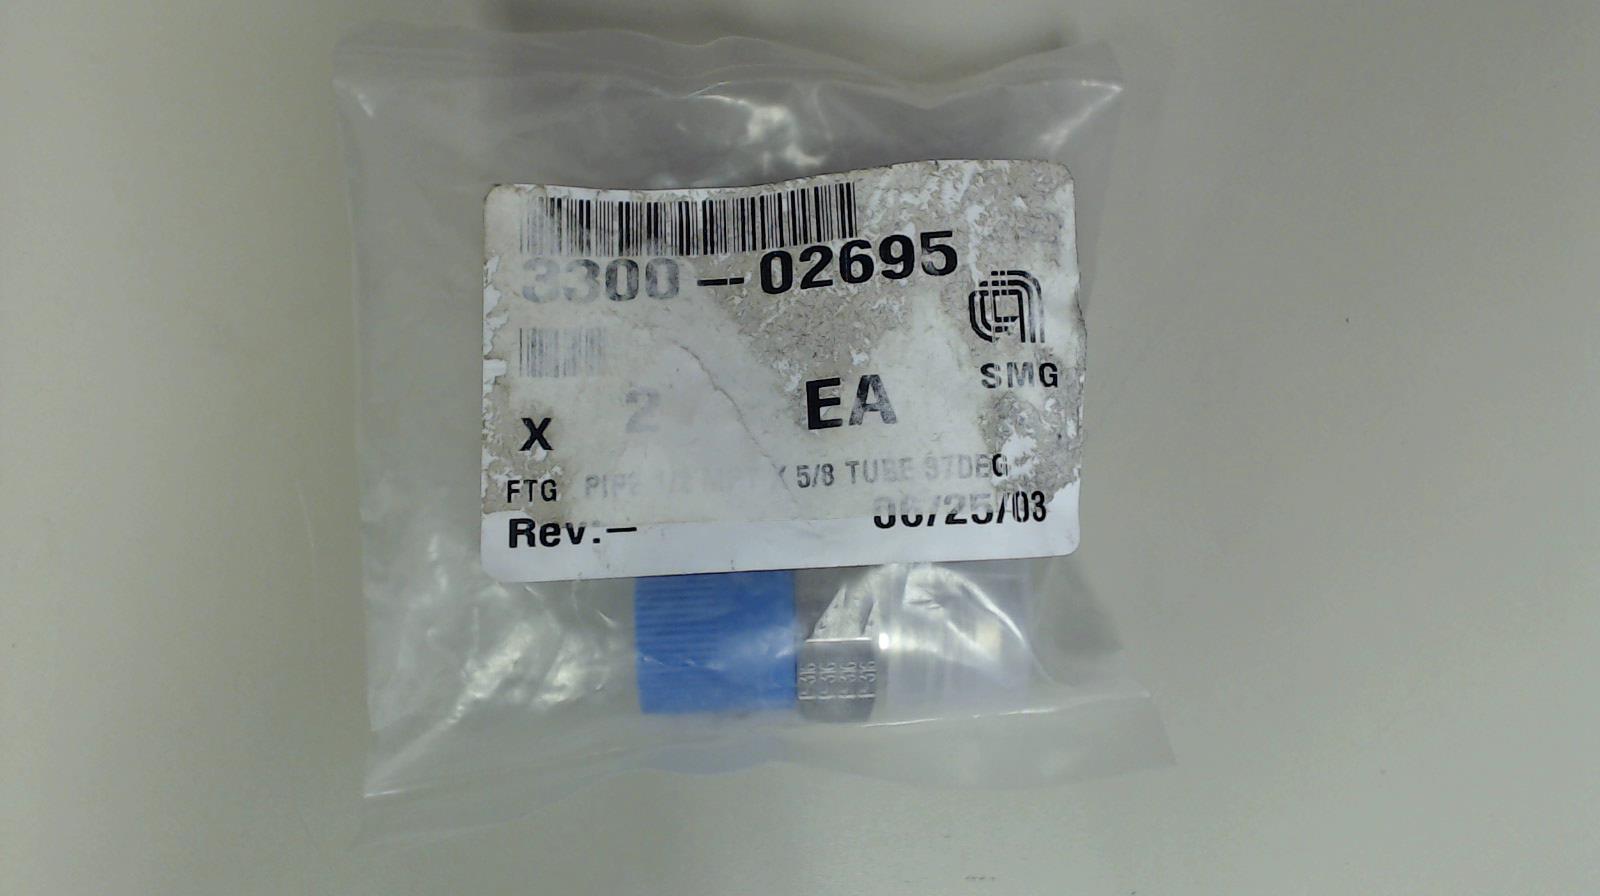 3300-02695
SMG
X 2 EA
FTG PIPE 1/2 MPT X 5/8 TUBE 37DEG
Rev:- 06/25/03